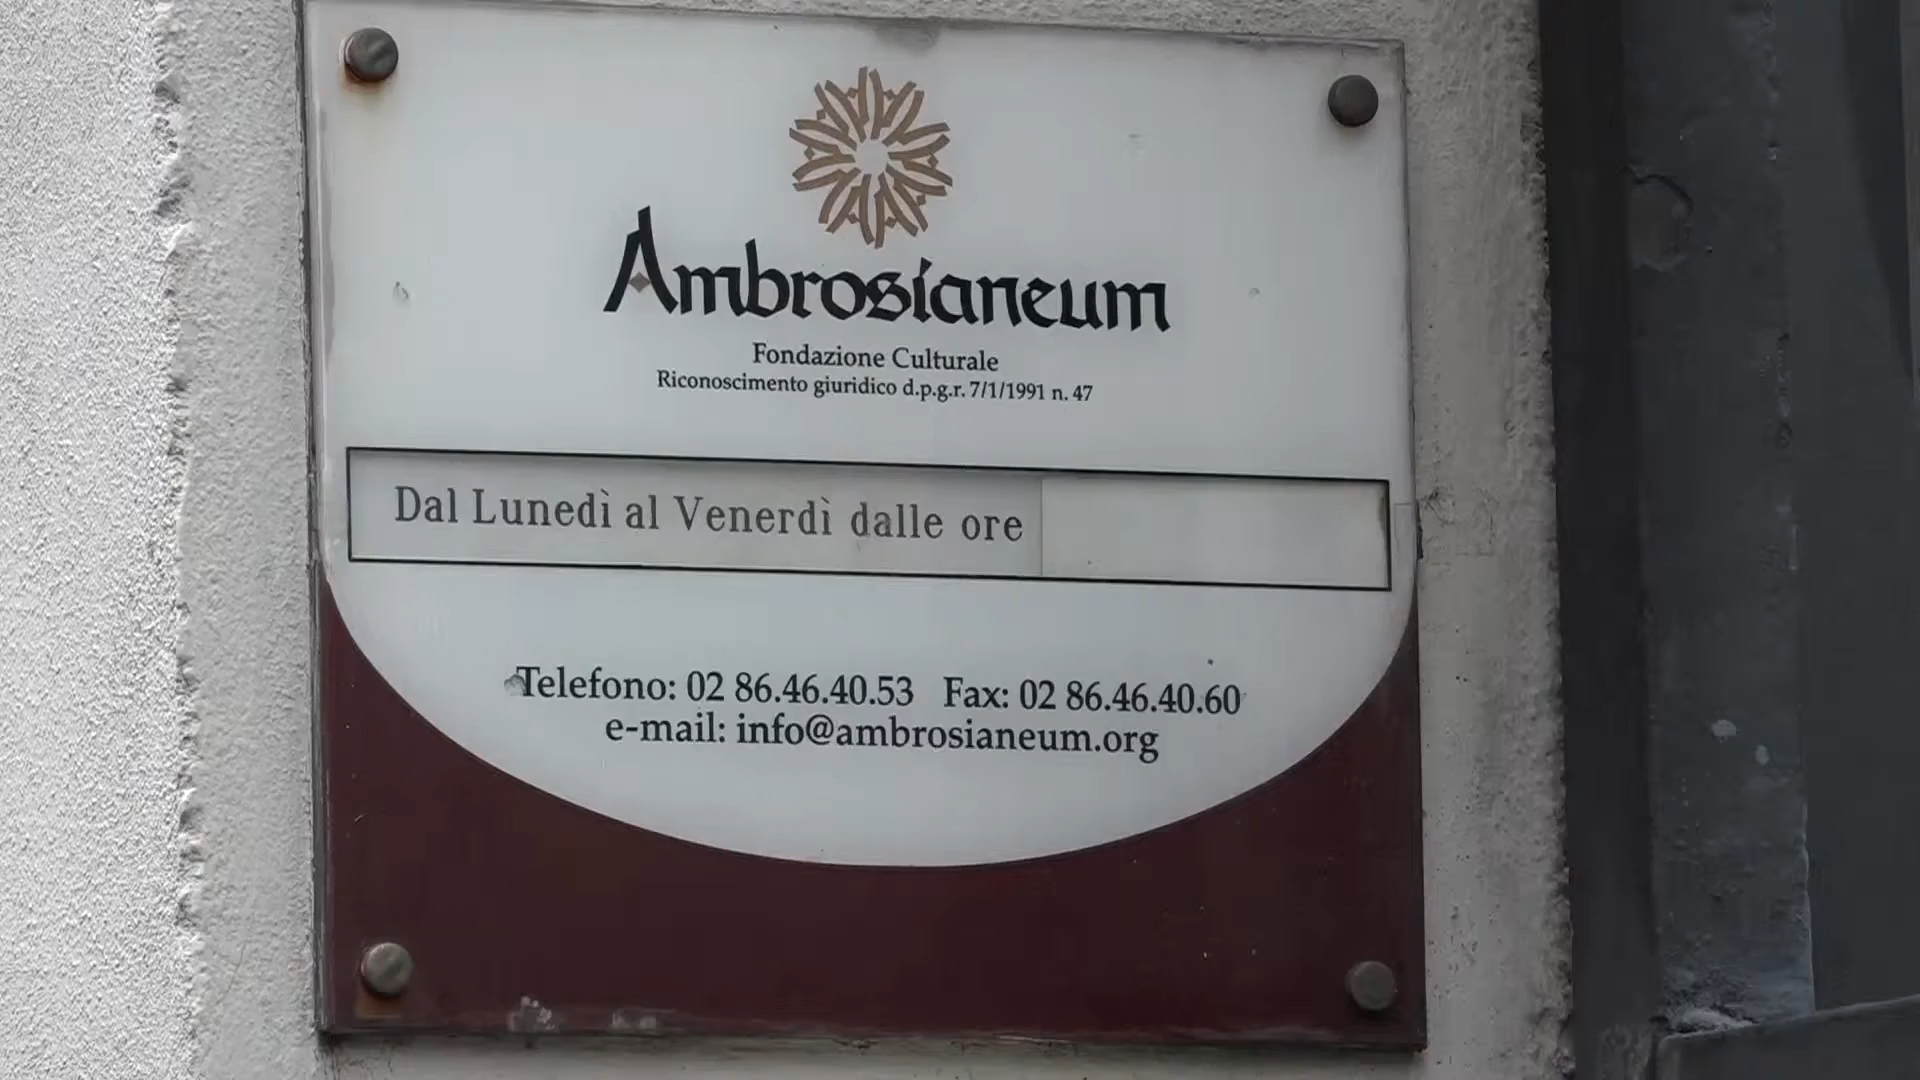 Ambrosianeum
Fondazione Culturale
Riconoscimento giuridico d.p.g.r. 7/1/1991 n. 47
Dal Lunedì al Venerdì dalle ore
Telefono: 02 86.46.40.53 Fax: 02 86.46.40.60
e-mail: info@ambrosianeum.org